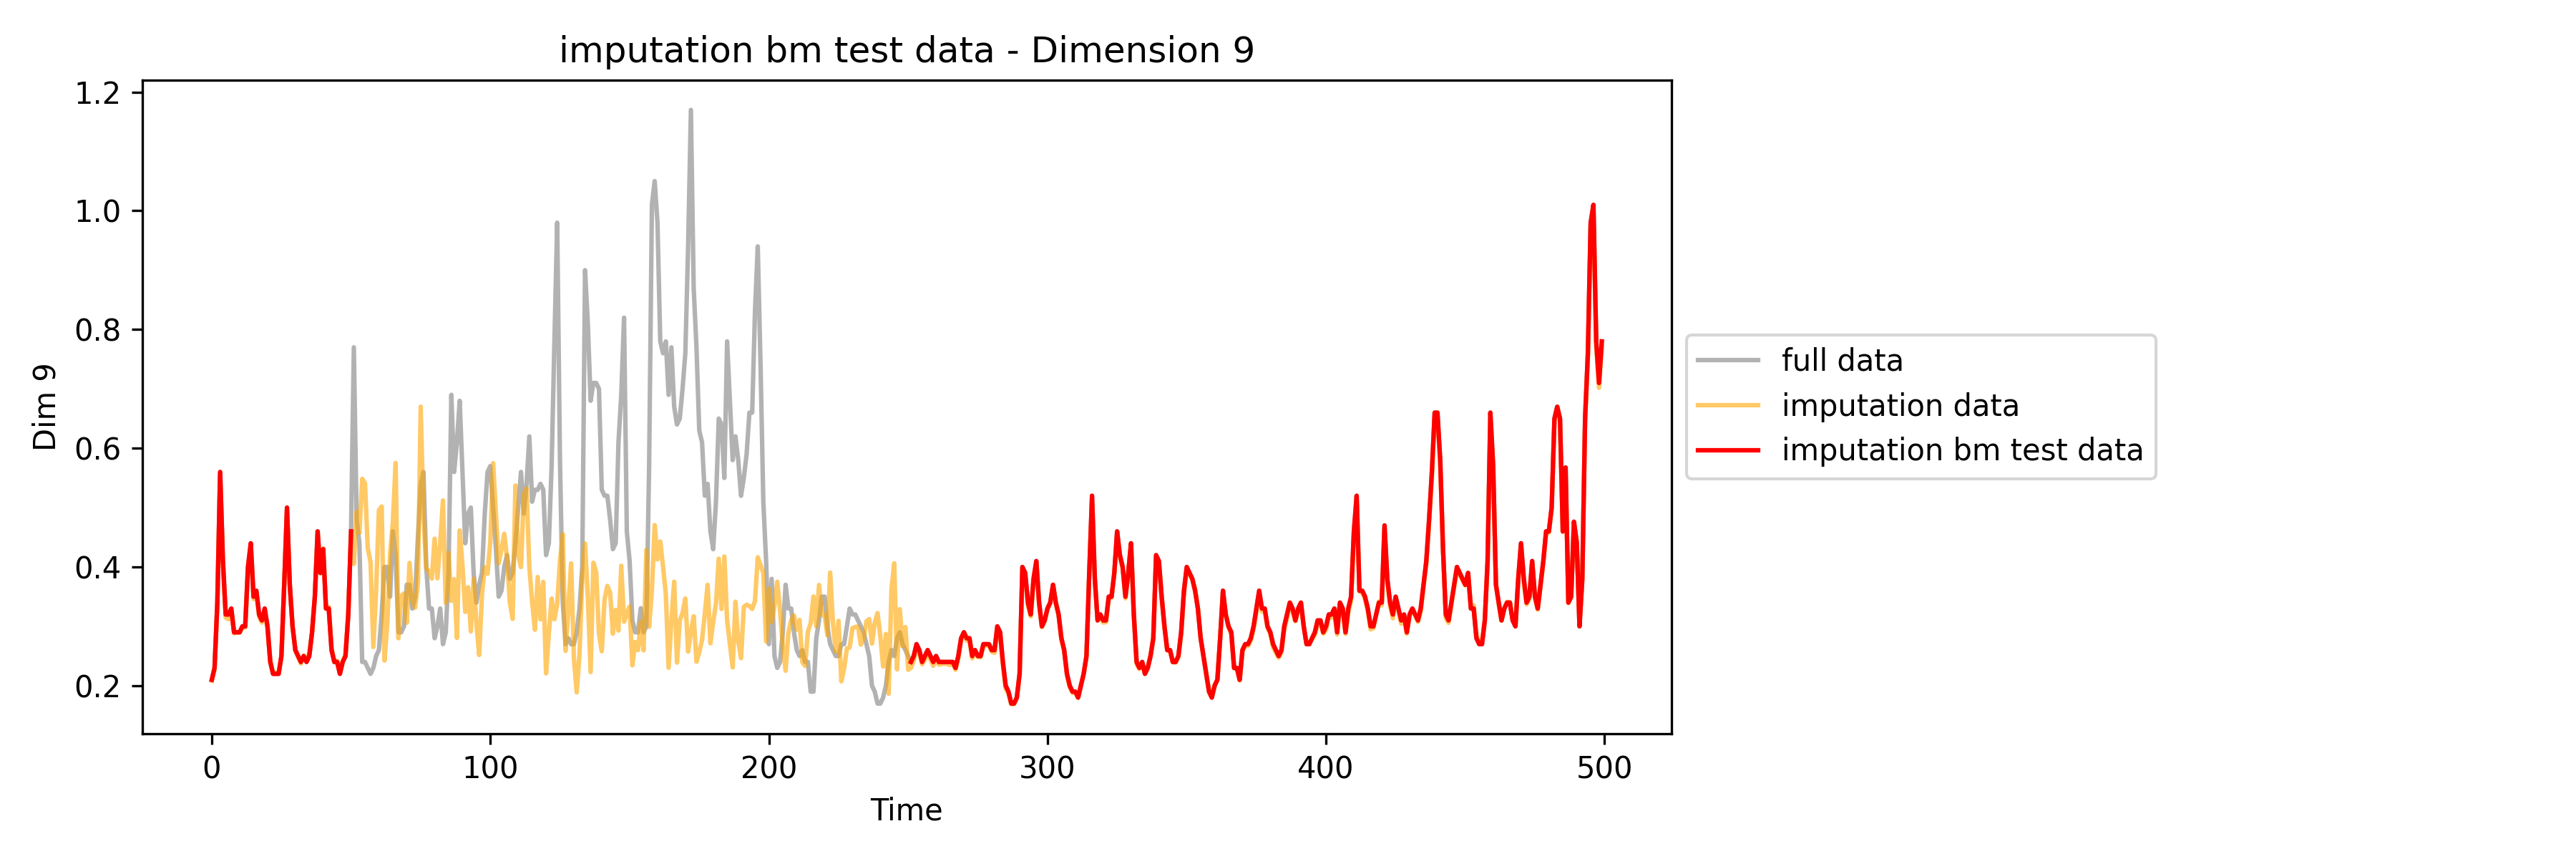 imputation bm test data - Dimension 9
1.2
1.0
0.8
0.6
0.4
0.2
Dim 9
0
100
200
300
400
500
Time
full data
imputation data
imputation bm test data